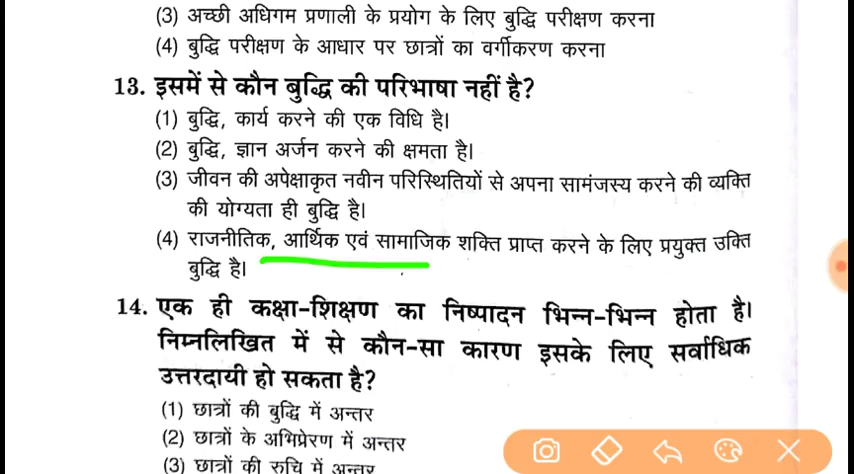 (3) अच्छी अधिगम प्रणाली के प्रयोग के लिए बुद्धि परीक्षण करना
(4) बुद्धि परीक्षण के आधार पर छात्रों का वर्गीकरण करना
13. इसमें से कौन बुद्धि की परिभाषा नहीं है?
(1) बुद्धि, कार्य करने की एक विधि है।
(2) बुद्धि, ज्ञान अर्जन करने की क्षमता है।
(3) जीवन की अपेक्षाकृत नवीन परिस्थितियों से अपना सामंजस्य करने की व्यक्ति
की योग्यता ही बुद्धि है।
(4) राजनीतिक, आर्थिक एवं सामाजिक शक्ति प्राप्त करने के लिए प्रयुक्त उक्ति
बुद्धि है।
14. एक ही कक्षा-शिक्षण का निष्पादन भिन्न-भिन्न होता है।
निम्नलिखित में से कौन-सा कारण इसके लिए सर्वाधिक
उत्तरदायी हो सकता है?
(1) छात्रों की बुद्धि में अन्तर
(2) छात्रों के अभिप्रेरण में अन्तर
(3) छात्रों की रुचि में अन्तर